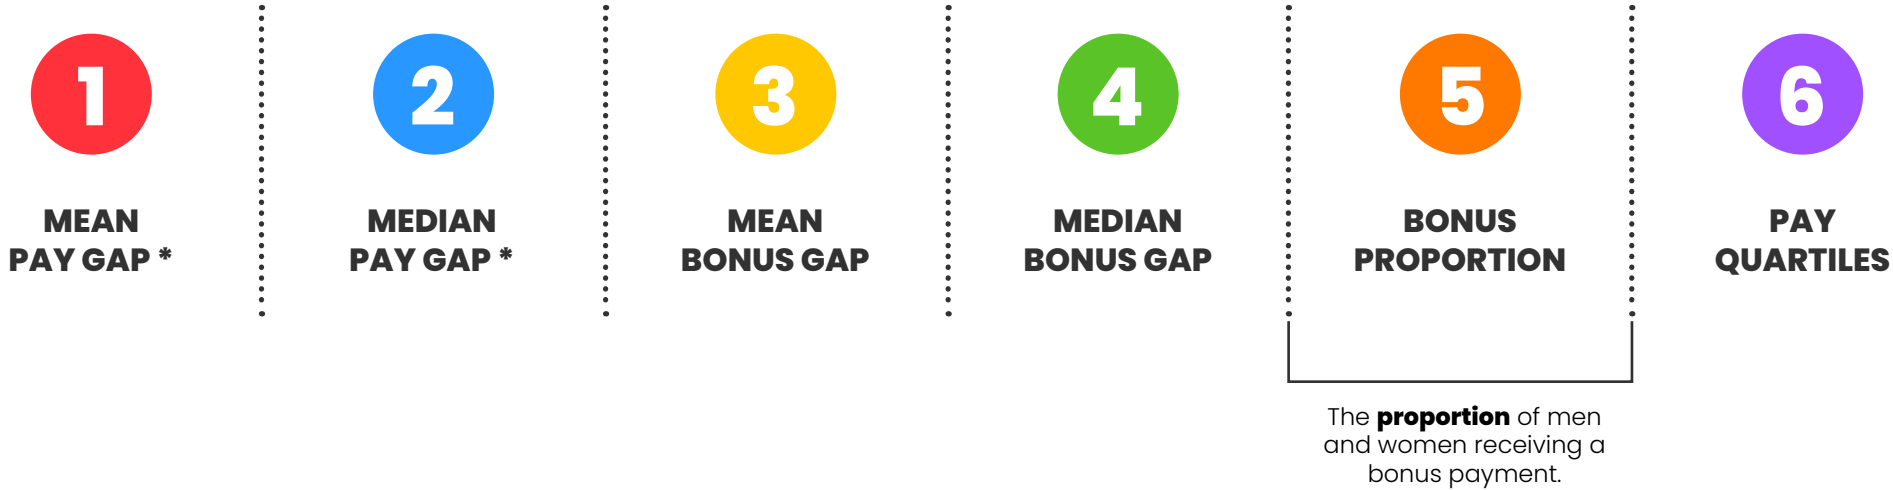 1
MEAN
PAY GAP *
2
MEDIAN
PAY GAP *
3
MEAN
BONUS GAP
4
MEDIAN
BONUS GAP
5
BONUS
PROPORTION
The proportion of men
and women receiving a
bonus payment.
6
PAY
QUARTILES